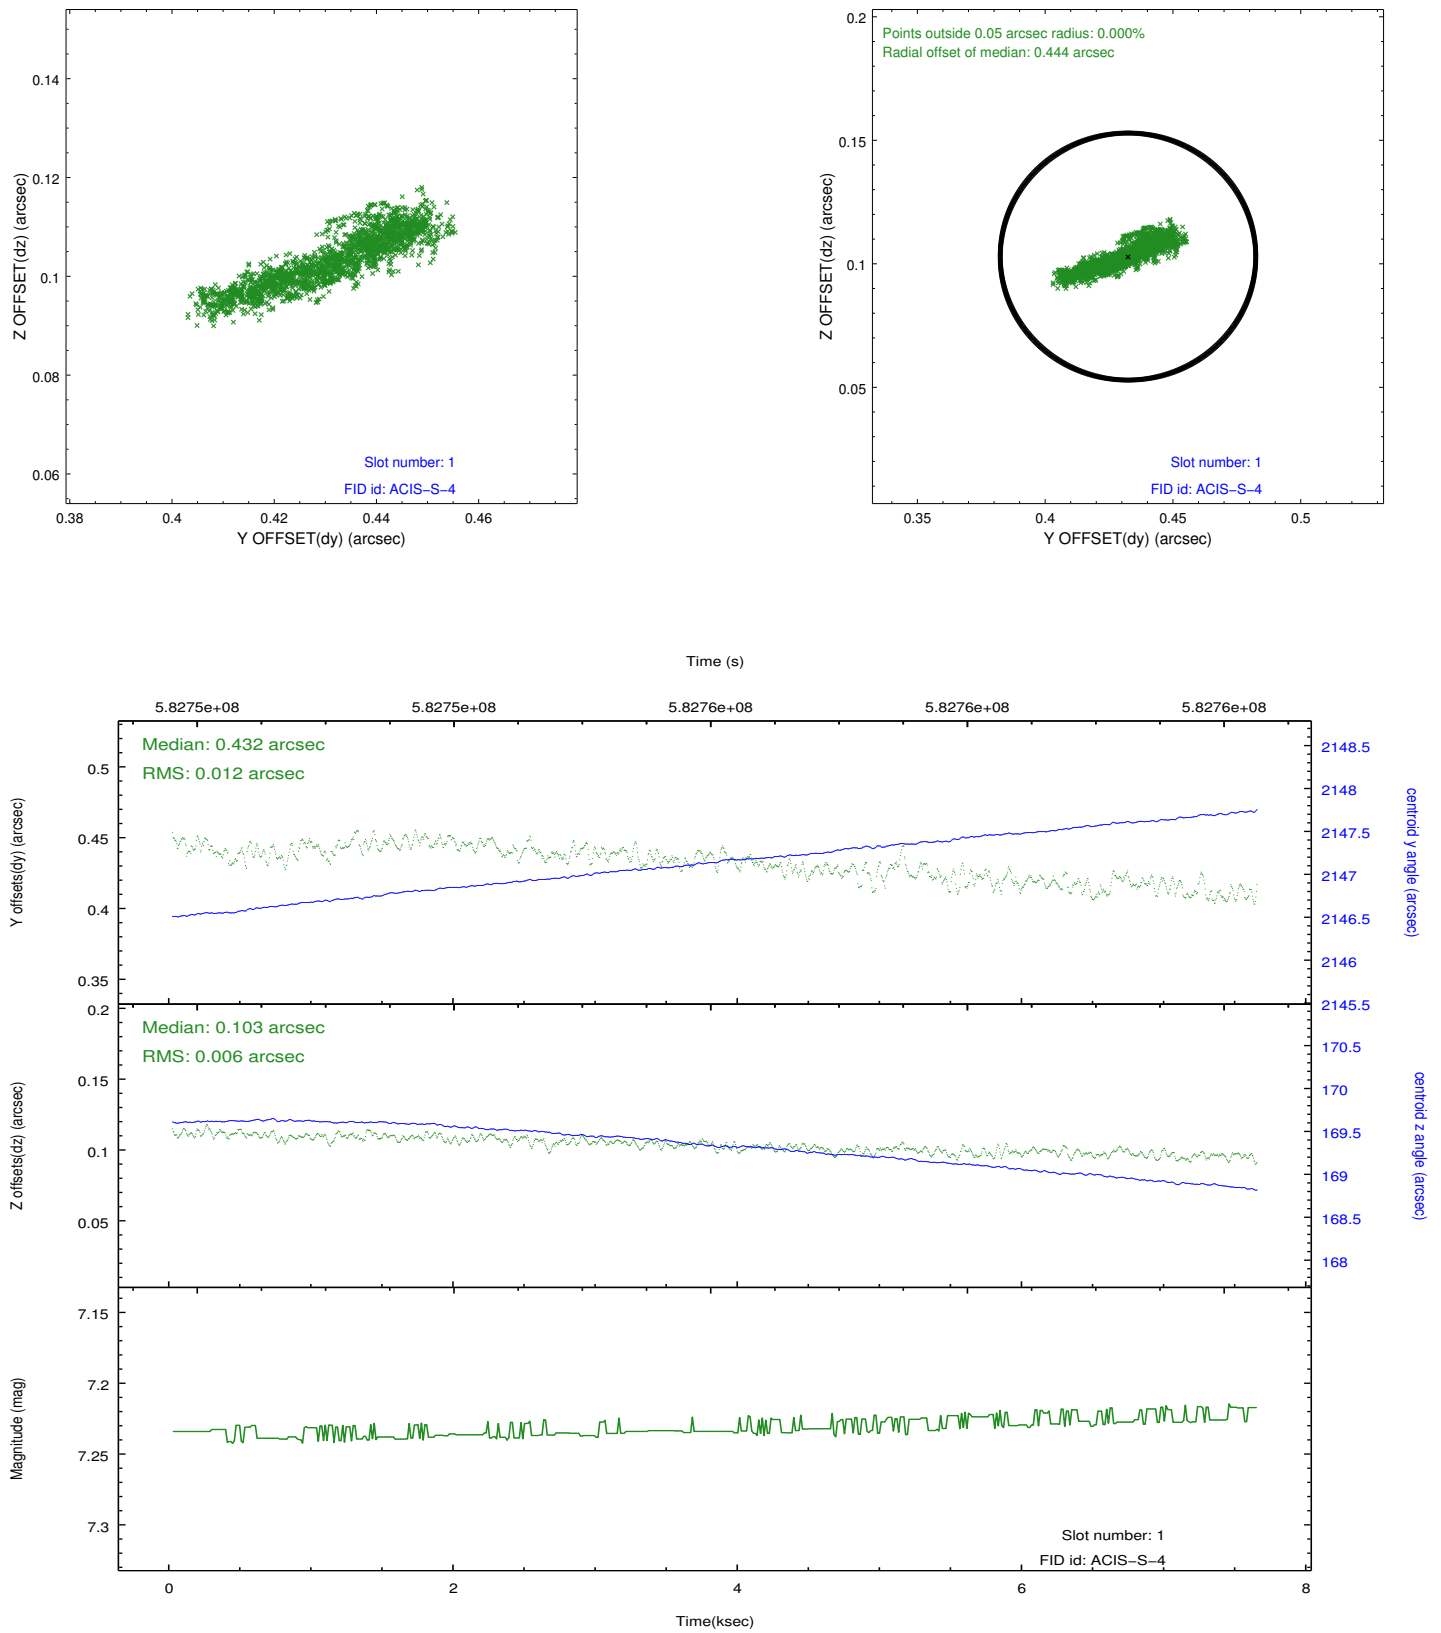 0.14
0.12
0.1
0.08
0.06
Z OFFSET(dz) (arcsec)
Slot number: 1
FID id: ACIS−S−4
0.38 0.4 0.42 0.44 0.46
Y OFFSET(dy) (arcsec)
Points outside 0.05 arcsec radius: 0.000%
Radial offset of median: 0.444 arcsec
0.2
0.15
0.1
0.05
Z OFFSET(dz) (arcsec)
Slot number: 1
FID id: ACIS−S−4
0.35 0.4 0.45 0.5
Y OFFSET(dy) (arcsec)
Time (s)
5.8275e+08 5.8275e+08 5.8276e+08 5.8276e+08 5.8276e+08
Median: 0.432 arcsec
RMS: 0.012 arcsec
0.5
0.45
0.4
0.35
Y offsets(dy) (arcsec)
2148.5
2148
2147.5
2147
2146.5
2146
2145.5
centroid y angle (arcsec)
Median: 0.103 arcsec
RMS: 0.006 arcsec
0.2
0.15
0.1
0.05
Z offsets(dz) (arcsec)
170.5
170
169.5
169
168.5
168
centroid z angle (arcsec)
7.15
7.2
7.25
7.3
Magnitude (mag)
Slot number: 1
FID id: ACIS−S−4
0 2 4 6 8
Time(ksec)